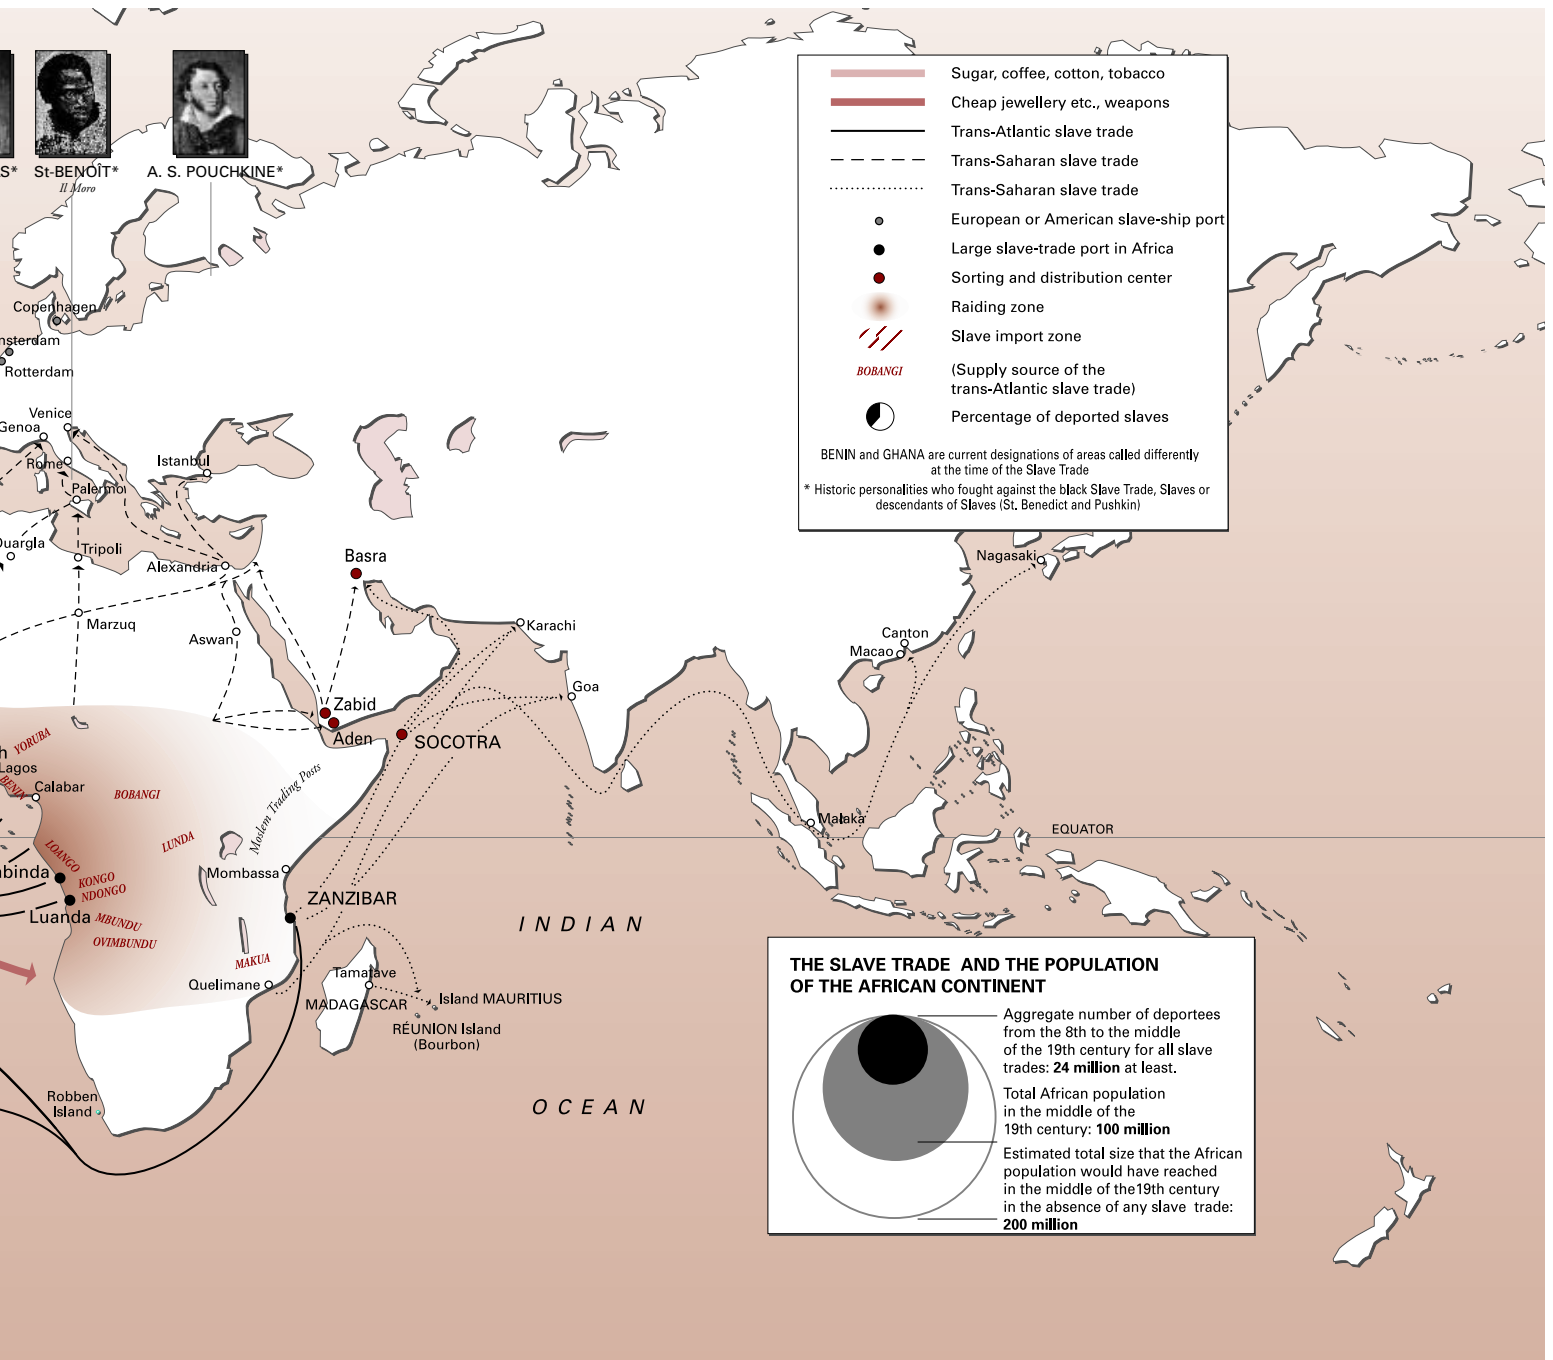 S*
St-BENOÎT*
Il Moro
A. S. POUCHKINE*
Sugar, coffee, cotton, tobacco
Cheap jewellery etc., weapons
Trans-Atlantic slave trade
Trans-Saharan slave trade
Trans-Saharan slave trade
European or American slave-ship port
Large slave-trade port in Africa
Sorting and distribution center
Raiding zone
Slave import zone
BOBANGI
(Supply source of the
trans-Atlantic slave trade)
Percentage of deported slaves
BENIN and GHANA are current designations of areas called differently
at the time of the Slave Trade
* Historic personalities who fought against the black Slave Trade, Slaves or
descendants of Slaves (St. Benedict and Pushkin)
Copenhagen
nsterdam
Rotterdam
Venice
Genoa
Rome
Istanbul
Palermo
Ouargla
Tripoli
Alexandria
Basra
Nagasaki
Marzuq
Aswan
Karachi
Canton
Macao
Goa
Zabid
Aden
SOCOTRA
YORUBA
h
Lagos
BENIN
Calabar
BOBANGI
Moslem Trading Posts
LUNDA
Malaka
EQUATOR
LOANGO
abinda
KONGO
NDONGO
Mombassa
ZANZIBAR
Luanda
MBUNDU
OVIMBUNDU
INDIAN
MAKUA
Quelimane
Tamatave
MADAGASCAR
Island MAURITIUS
RÉUNION Island
(Bourbon)
Robben
Island
OCEAN
THE SLAVE TRADE AND THE POPULATION
OF THE AFRICAN CONTINENT
Aggregate number of deportees
from the 8th to the middle
of the 19th century for all slave
trades: 24 million at least.
Total African population
in the middle of the
19th century: 100 million
Estimated total size that the African
population would have reached
in the middle of the19th century
in the absence of any slave trade:
200 million